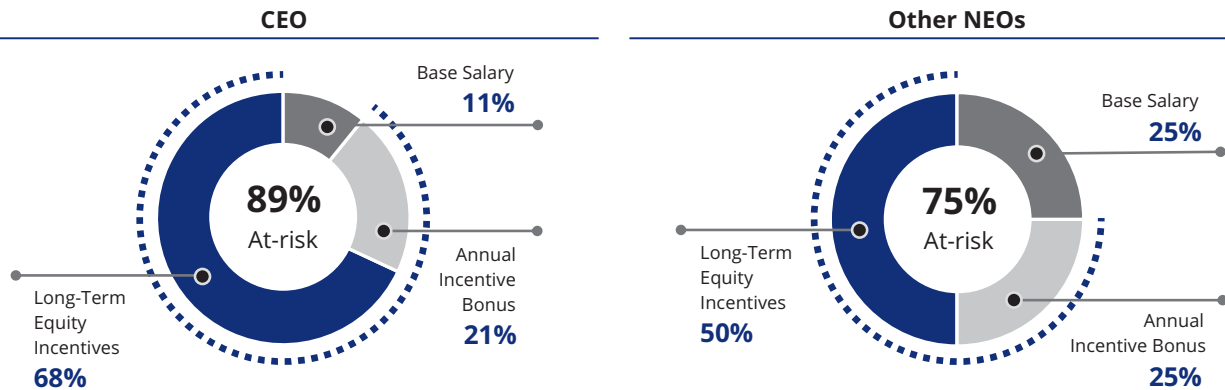 CEO
Base Salary
11%
89%
At-risk
Annual
Incentive
Bonus
21%
Long-Term
Equity
Incentives
68%
Other NEOs
Base Salary
25%
75%
At-risk
Long-Term
Equity
Incentives
50%
Annual
Incentive Bonus
25%